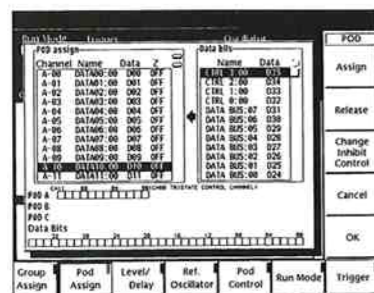 Run Mode
POD assign
Data bits
POD
Channel Name Data Z
Name Data
A-00 DATA00:00 D00 OFF
A-01 DATA01:00 D01 OFF
A-02 DATA02:00 D02 OFF
A-03 DATA03:00 D03 OFF
A-04 DATA04:00 D04 OFF
A-05 DATA05:00 D05 OFF
A-06 DATA06:00 D06 OFF
A-07 DATA07:00 D07 OFF
A-08 DATA08:00 D08 OFF
A-09 DATA09:00 D09 OFF
A-10 DATA10:00 D10 OFF
A-11 DATA11:00 D11 OFF
CTRL 3:00 D35
CTRL 2:00 D34
CTRL 1:00 D33
CTRL 0:00 D32
DATA BUS:07 D31
DATA BUS:06 D30
DATA BUS:05 D29
DATA BUS:04 D28
DATA BUS:03 D27
DATA BUS:02 D26
DATA BUS:01 D25
DATA BUS:00 D24
Assign
Release
Change
Inhibit
Control
Cancel
OK
POD A
POD B
POD C
Data Bits
Group
Assign
Pod
Assign
Level/
Delay
Ref.
Oscillator
Pod
Control
Run Mode
Trigger